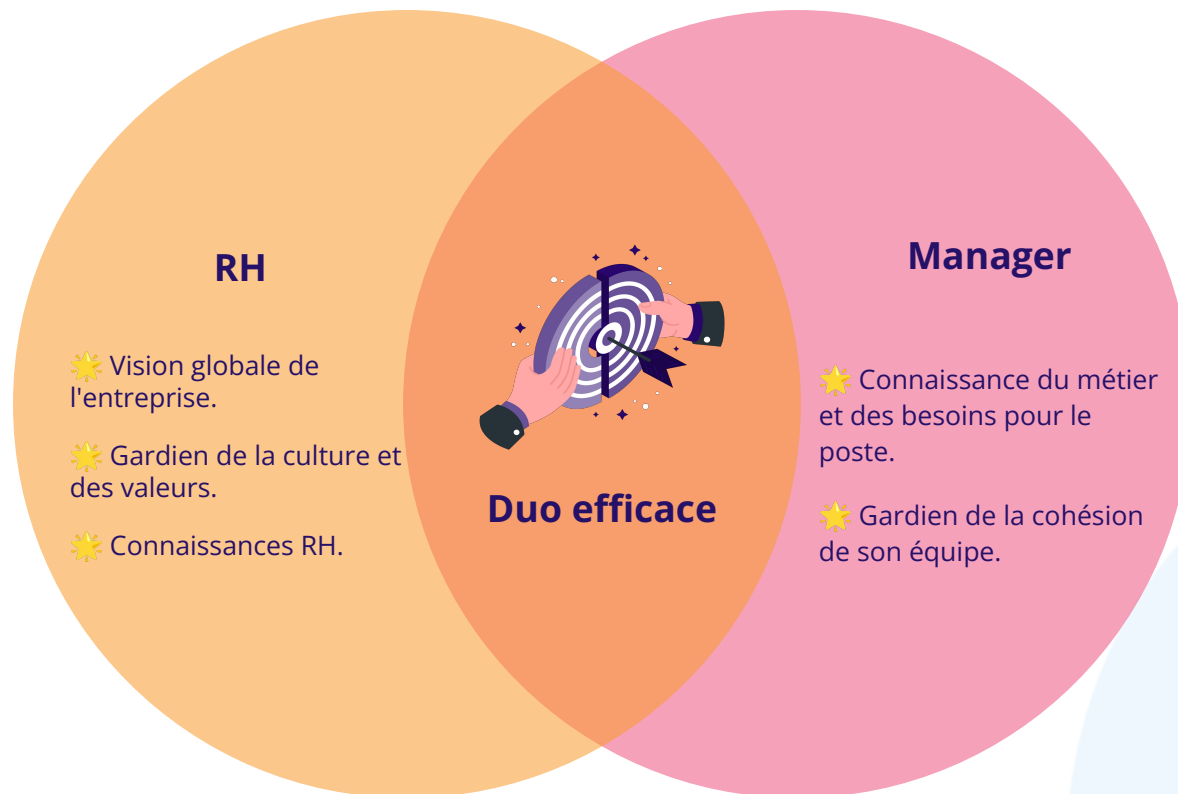 RH
🌟 Vision globale de
l'entreprise.
🌟 Gardien de la culture et
des valeurs.
🌟 Connaissances RH.
Duo efficace
Manager
🌟 Connaissance du métier
et des besoins pour le
poste.
🌟 Gardien de la cohésion
de son équipe.